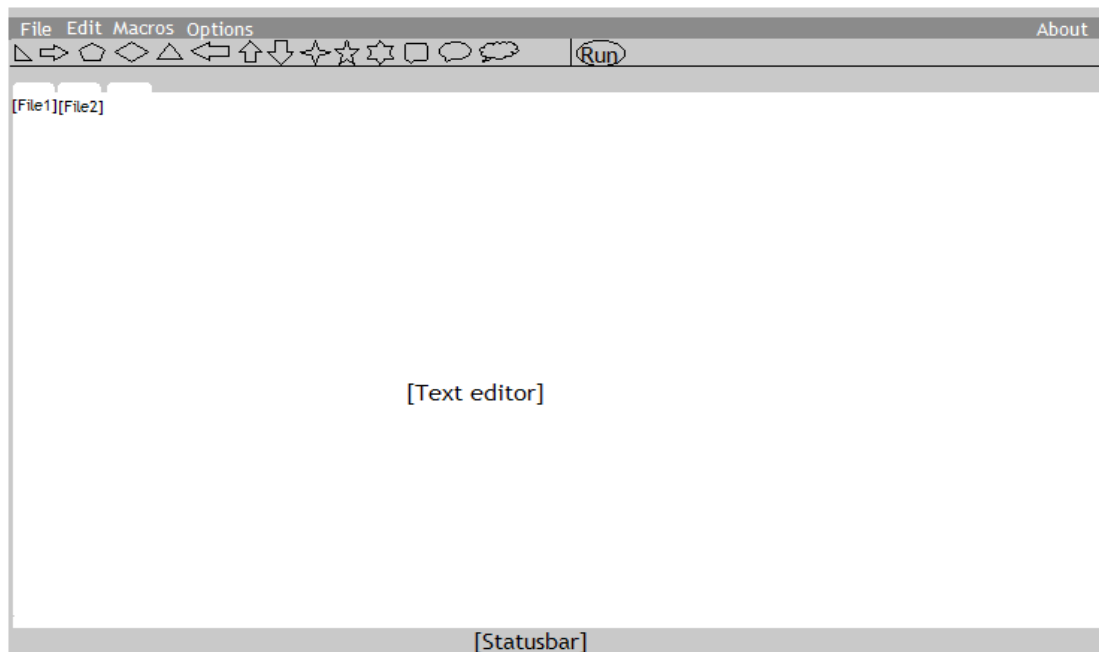 File Edit Macros Options About
Run
[File1][File2]
[Text editor]
[Statusbar]